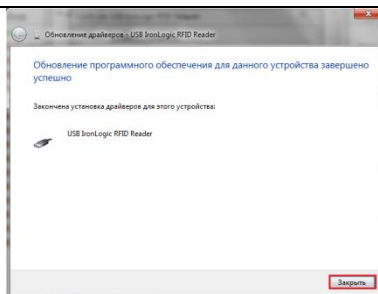 Обновление драйверов - USB IronLogic RFID Reader
Обновление программного обеспечения для данного устройства завершено
успешно
Закончена установка драйверов для этого устройства:
USB IronLogic RFID Reader
Закрыть